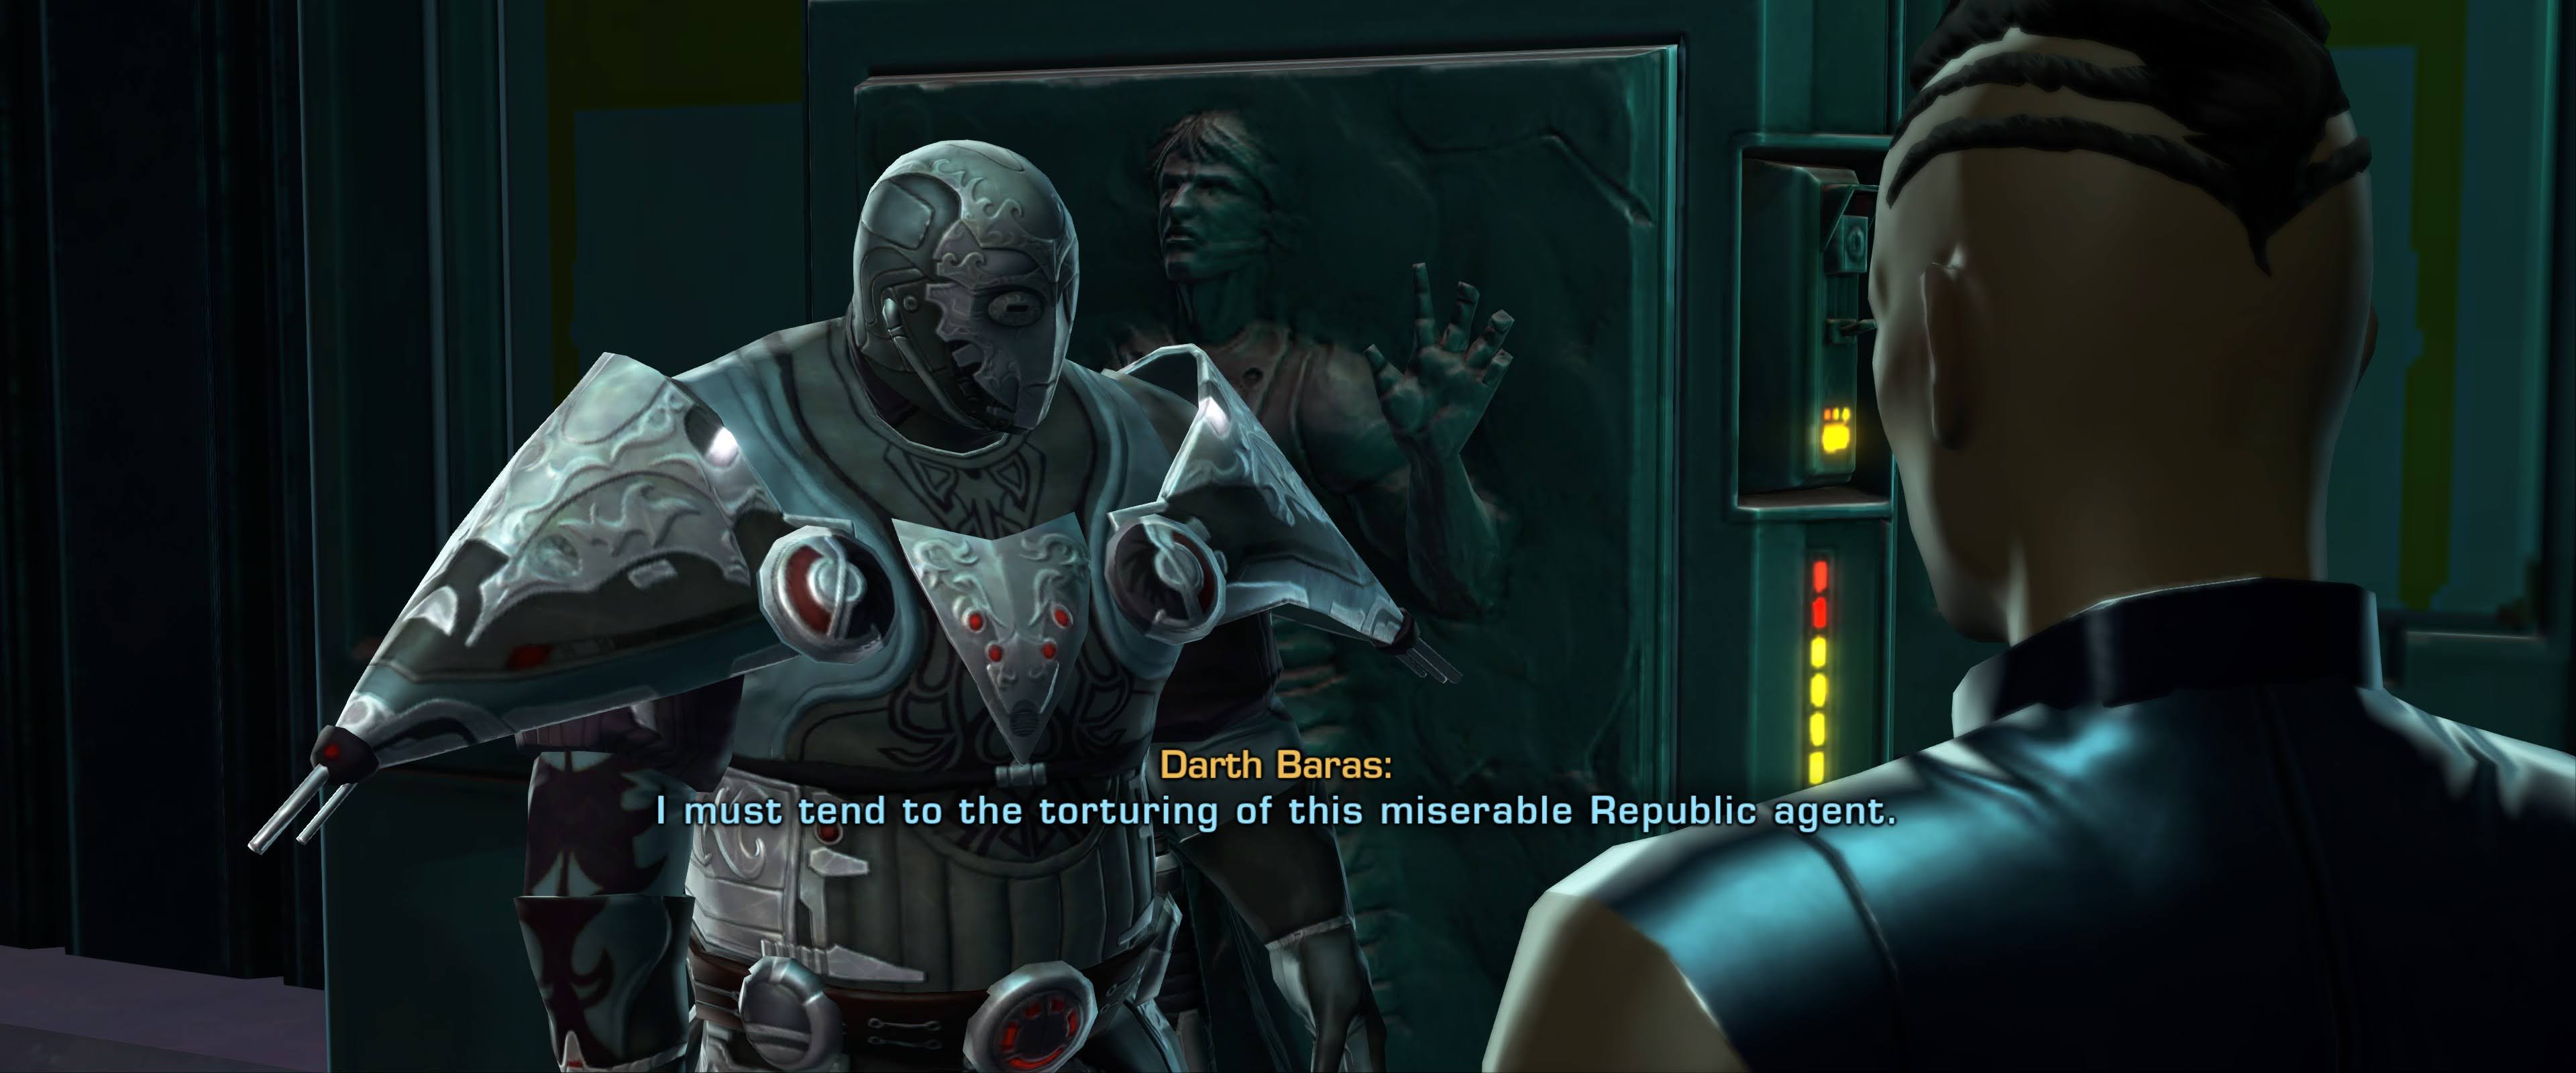 Darth Baras:
I must tend to the torturing of this miserable Republic agent.